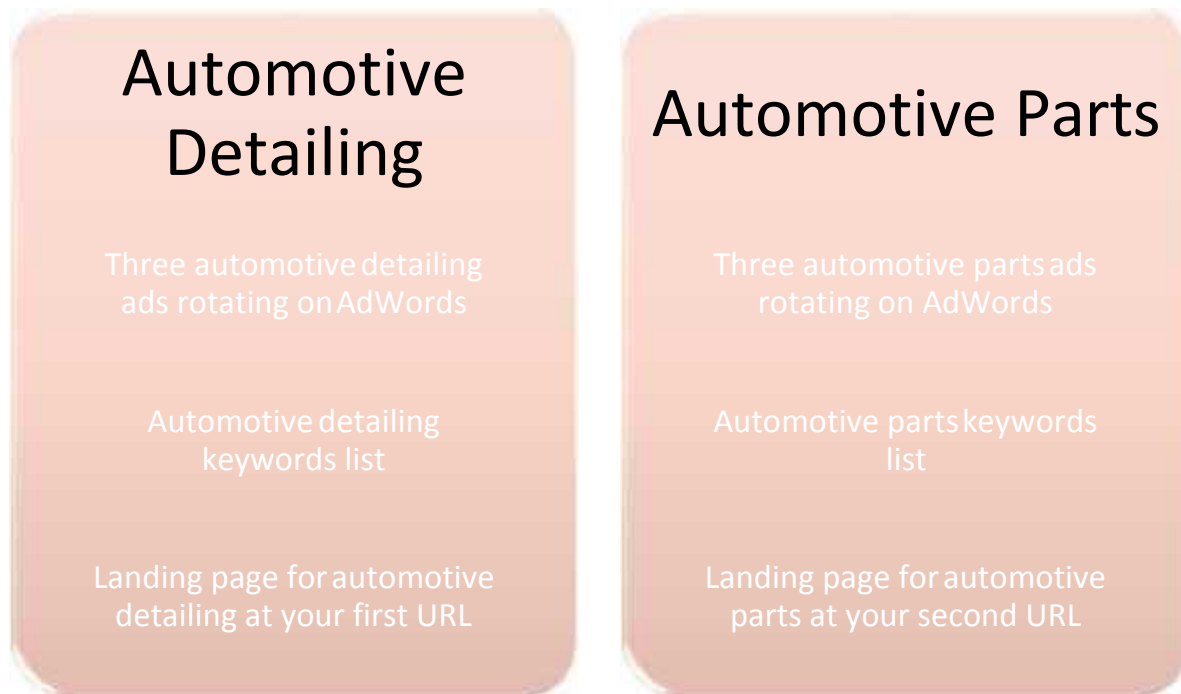 Automotive
Detailing
Three automotive detailing
ads rotating on AdWords
Automotive detailing
keywords list
Landing page for automotive
detailing at your first URL
Automotive Parts
Three automotive parts ads
rotating on AdWords
Automotive parts keywords
list
Landing page for automotive
parts at your second URL